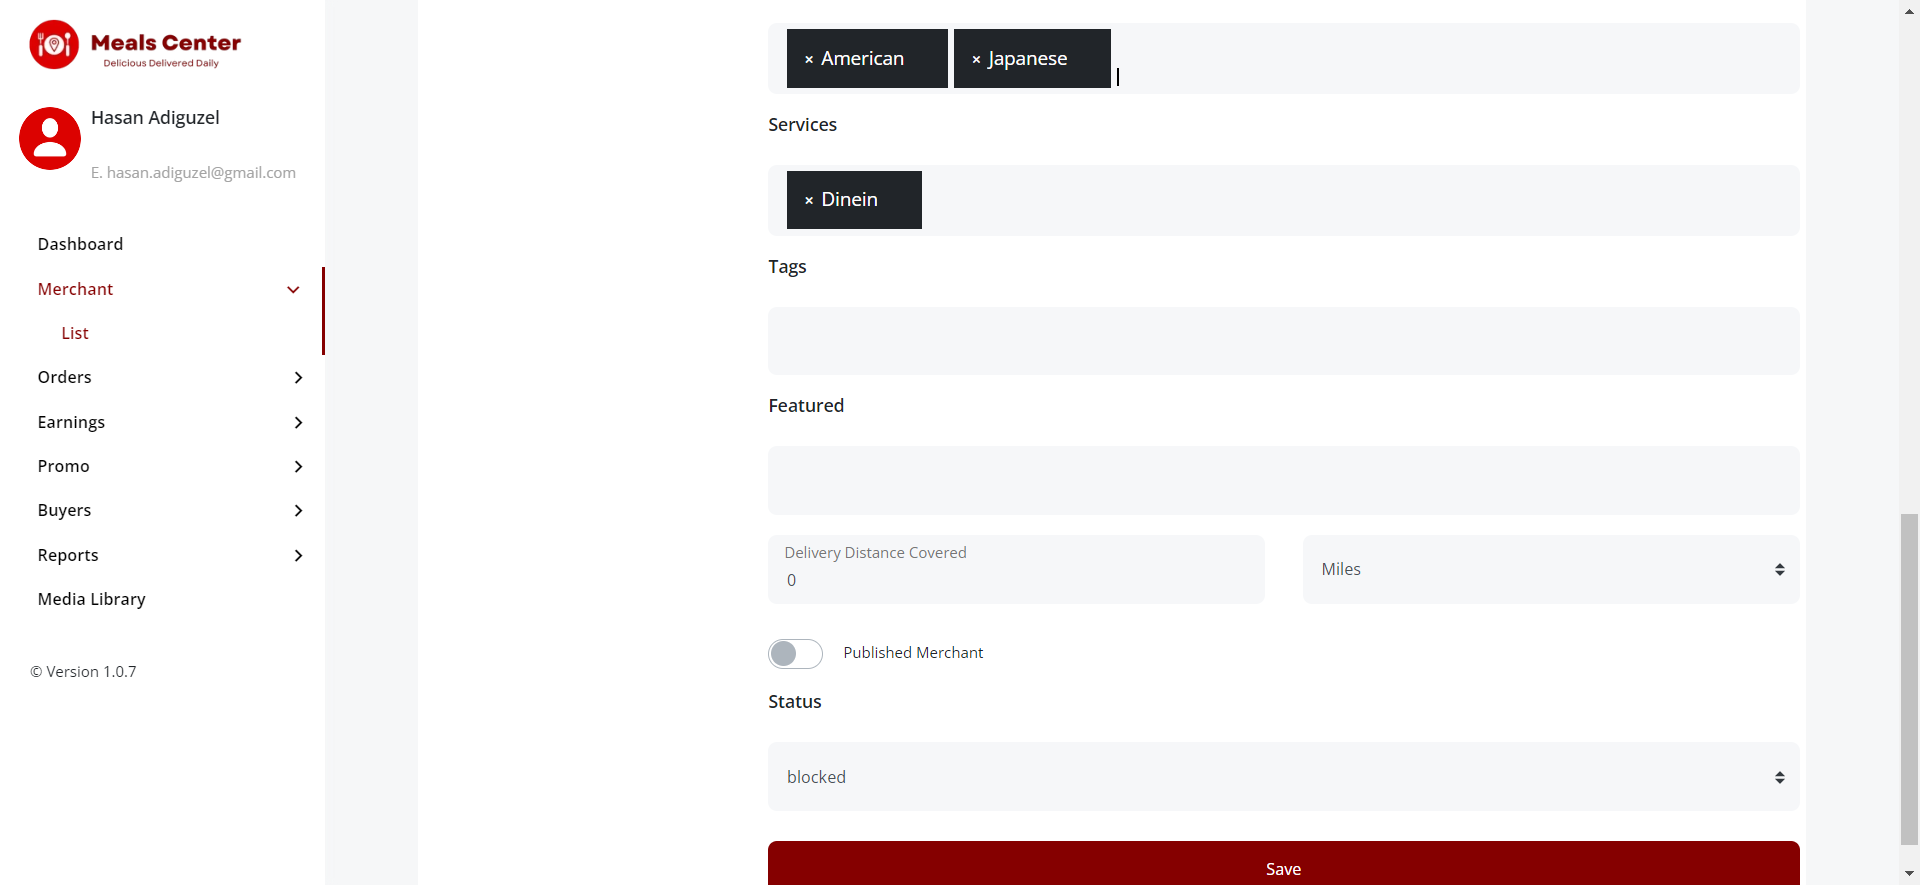 Meals Center
Delicious Delivered Daily
Hasan Adiguzel
E. hasan.adiguzel@gmail.com
Dashboard
Merchant
List
Orders
Earnings
Promo
Buyers
Reports
Media Library
© Version 1.0.7
× American × Japanese
Services
× Dinein
Tags
Featured
Delivery Distance Covered
0
Miles
Published Merchant
Status
blocked
Save